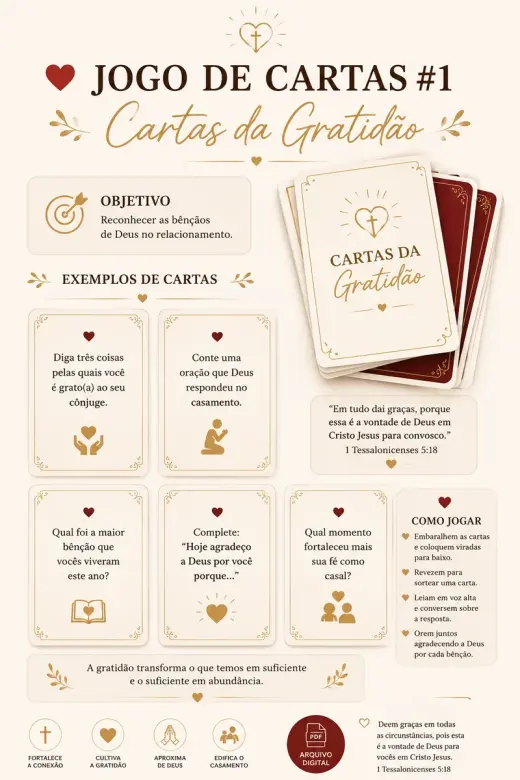 JOGO DE CARTAS #1
Cartas da Gratidão
OBJETIVO
Reconhecer as bênçãos
de Deus no relacionamento.
CARTAS DA
Gratidão
EXEMPLOS DE CARTAS
Diga três coisas
pelas quais você
é grato(a) ao seu
cônjuge.
Conte uma
oração que Deus
respondeu no
casamento.
“Em tudo dai graças, porque
essa é a vontade de Deus em
Cristo Jesus para convosco.”
1 Tessalonicenses 5:18
Qual foi a maior
bênção que
vocês viveram
este ano?
Complete:
“Hoje agradeço
a Deus por você
porque...”
Qual momento
fortaleceu mais
sua fé como
casal?
COMO JOGAR
Embaralhem as cartas
e coloquem viradas
para baixo.
Revezem para
sortear uma carta.
Leiam em voz alta
e conversem sobre
a resposta.
Orem juntos
agradecendo a Deus
por cada bênção.
A gratidão transforma o que temos em suficiente
e o suficiente em abundância.
FORTALECE
A CONEXÃO
CULTIVA
A GRATIDÃO
APROXIMA
DE DEUS
EDIFICA O
CASAMENTO
PDF
ARQUIVO
DIGITAL
Deem graças em todas
as circunstâncias, pois esta
é a vontade de Deus para
vocês em Cristo Jesus.
1 Tessalonicenses 5:18